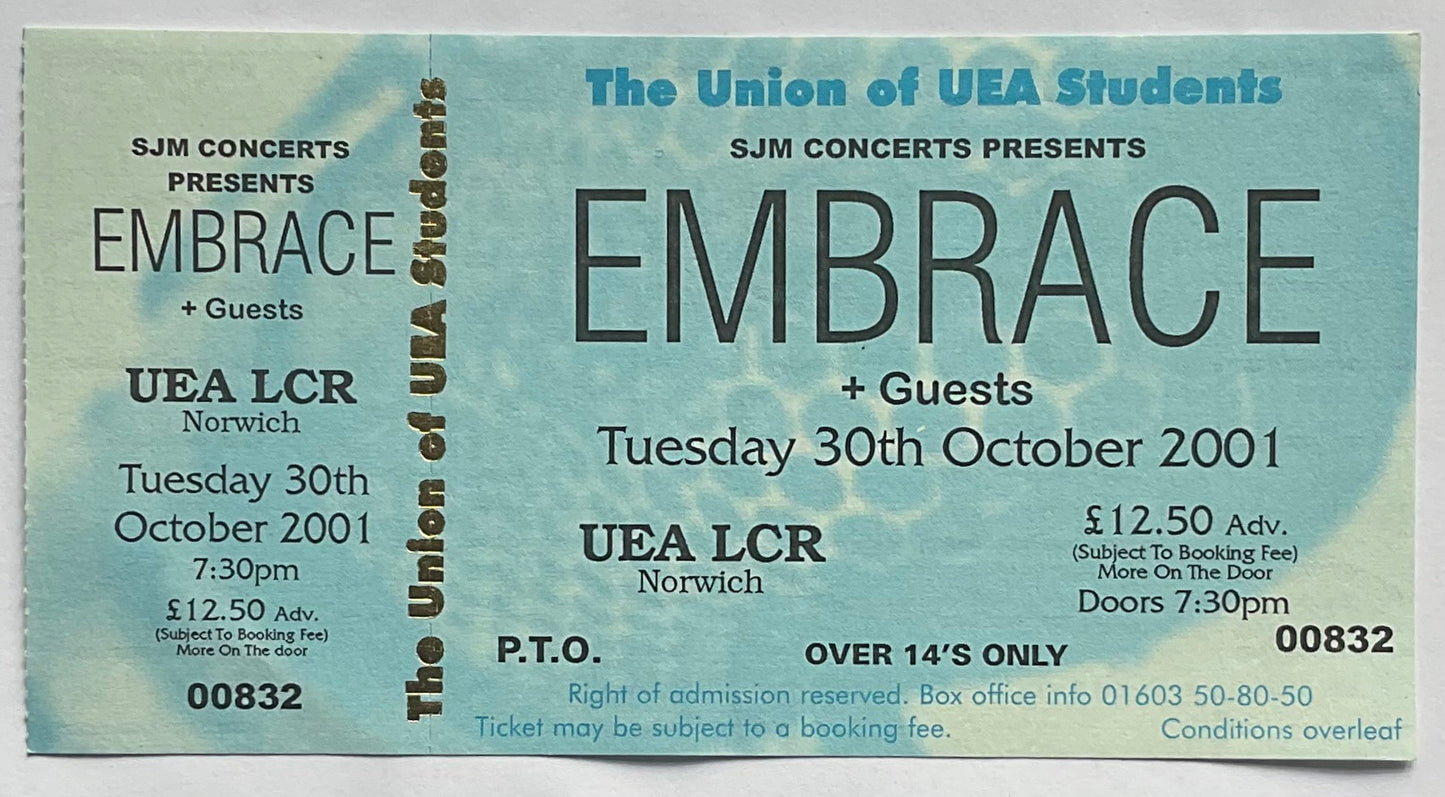 SJM CONCERTS
PRESENTS
EMBRACE
+ Guests
UEA LCR
Norwich
Tuesday 30th
October 2001
7:30pm
£12.50 Adv.
(Subject To Booking Fee)
More On The door
00832
The Union of UEA Students
The Union of UEA Students
SJM CONCERTS PRESENTS
EMBRACE
+ Guests
Tuesday 30th October 2001
UEA LCR
Norwich
£12.50 Adv.
(Subject To Booking Fee)
More On The Door
Doors 7:30pm
00832
P.T.O.
OVER 14'S ONLY
Right of admission reserved. Box office info 01603 50-80-50
Ticket may be subject to a booking fee.
Conditions overleaf